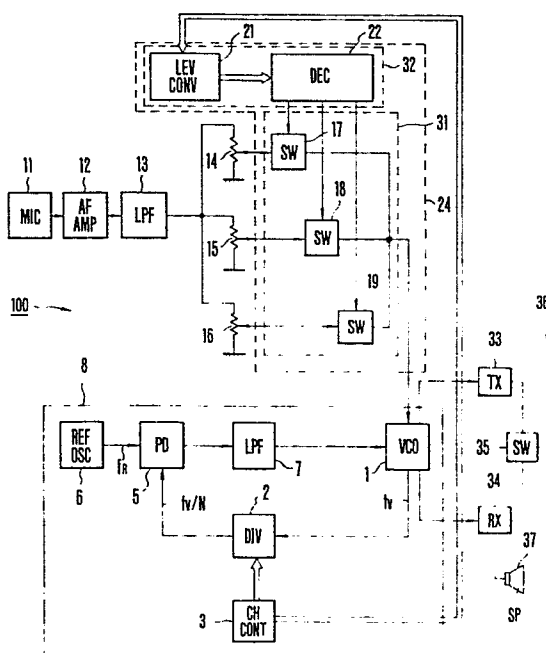 21
22
LEV CONV
DEC
32
17
31
14
SW
11
12
13
18
24
MIC
AF AMP
LPF
SW
15
19
100
16
SW
36
33
8
TX
REF OSC
PD
LPF
VCO
35
SW
fR
34
6
5
7
1
fv/N
2
fv
RX
DIV
37
3
CH CONT
SP